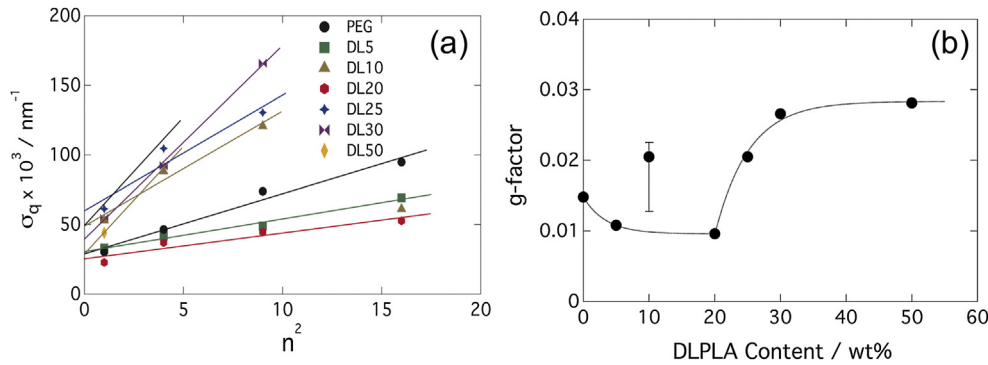 (a)
200
150
100
50
0
0 5 10 15 20
σq x 10³ / nm⁻¹
n²
PEG
DL5
DL10
DL20
DL25
DL30
DL50
(b)
0.04
0.03
0.02
0.01
0
0 10 20 30 40 50 60
g-factor
DLPLA Content / wt%